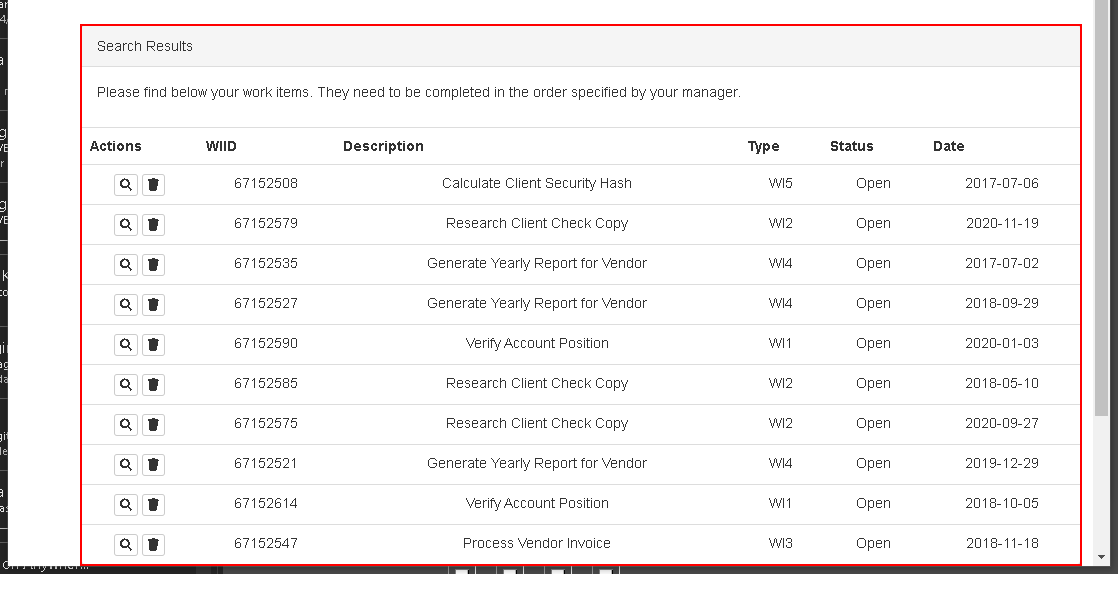 Search Results
Please find below your work items. They need to be completed in the order specified by your manager.
Actions WIID Description Type Status Date
67152508 Calculate Client Security Hash WI5 Open 2017-07-06
67152579 Research Client Check Copy WI2 Open 2020-11-19
67152535 Generate Yearly Report for Vendor WI4 Open 2017-07-02
67152527 Generate Yearly Report for Vendor WI4 Open 2018-09-29
67152590 Verify Account Position WI1 Open 2020-01-03
67152585 Research Client Check Copy WI2 Open 2018-05-10
67152575 Research Client Check Copy WI2 Open 2020-09-27
67152521 Generate Yearly Report for Vendor WI4 Open 2019-12-29
67152614 Verify Account Position WI1 Open 2018-10-05
67152547 Process Vendor Invoice WI3 Open 2018-11-18